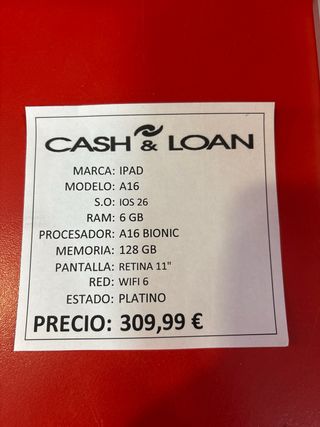 CASH & LOAN
MARCA: IPAD
MODELO: A16
S.O: IOS 26
RAM: 6 GB
PROCESADOR: A16 BIONIC
MEMORIA: 128 GB
PANTALLA: RETINA 11"
RED: WIFI 6
ESTADO: PLATINO
PRECIO: 309,99 €